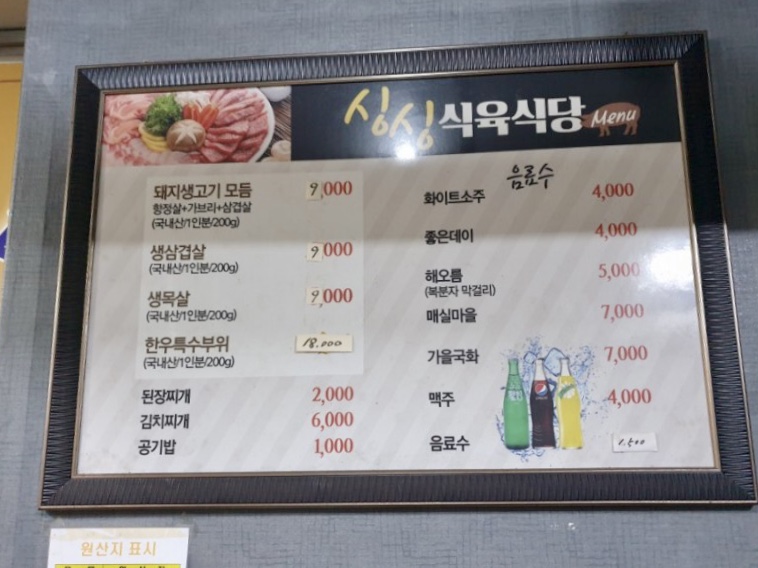 싱싱식육식당 Menu
돼지생고기 모듬 9,000
항정살+가브리+삼겹살
(국내산/1인분/200g)
생삼겹살 9,000
(국내산/1인분/200g)
생목살 9,000
(국내산/1인분/200g)
한우특수부위 18.000
(국내산/1인분/200g)
된장찌개 2,000
김치찌개 6,000
공기밥 1,000
음료수
화이트소주 4,000
좋은데이 4,000
해오름 5,000
(복분자 막걸리)
매실마을 7,000
가을국화 7,000
맥주 4,000
음료수 1.500
원산지 표시